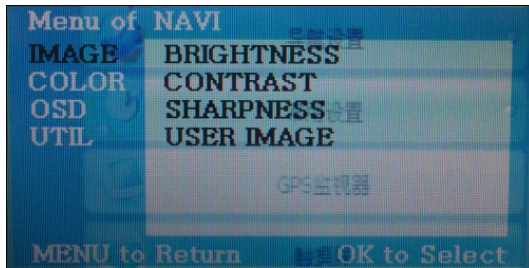 Menu of NAVI
IMAGE BRIGHTNESS
COLOR CONTRAST
OSD SHARPNESS
UTIL USER IMAGE
GPS监视器
MENU to Return OK to Select